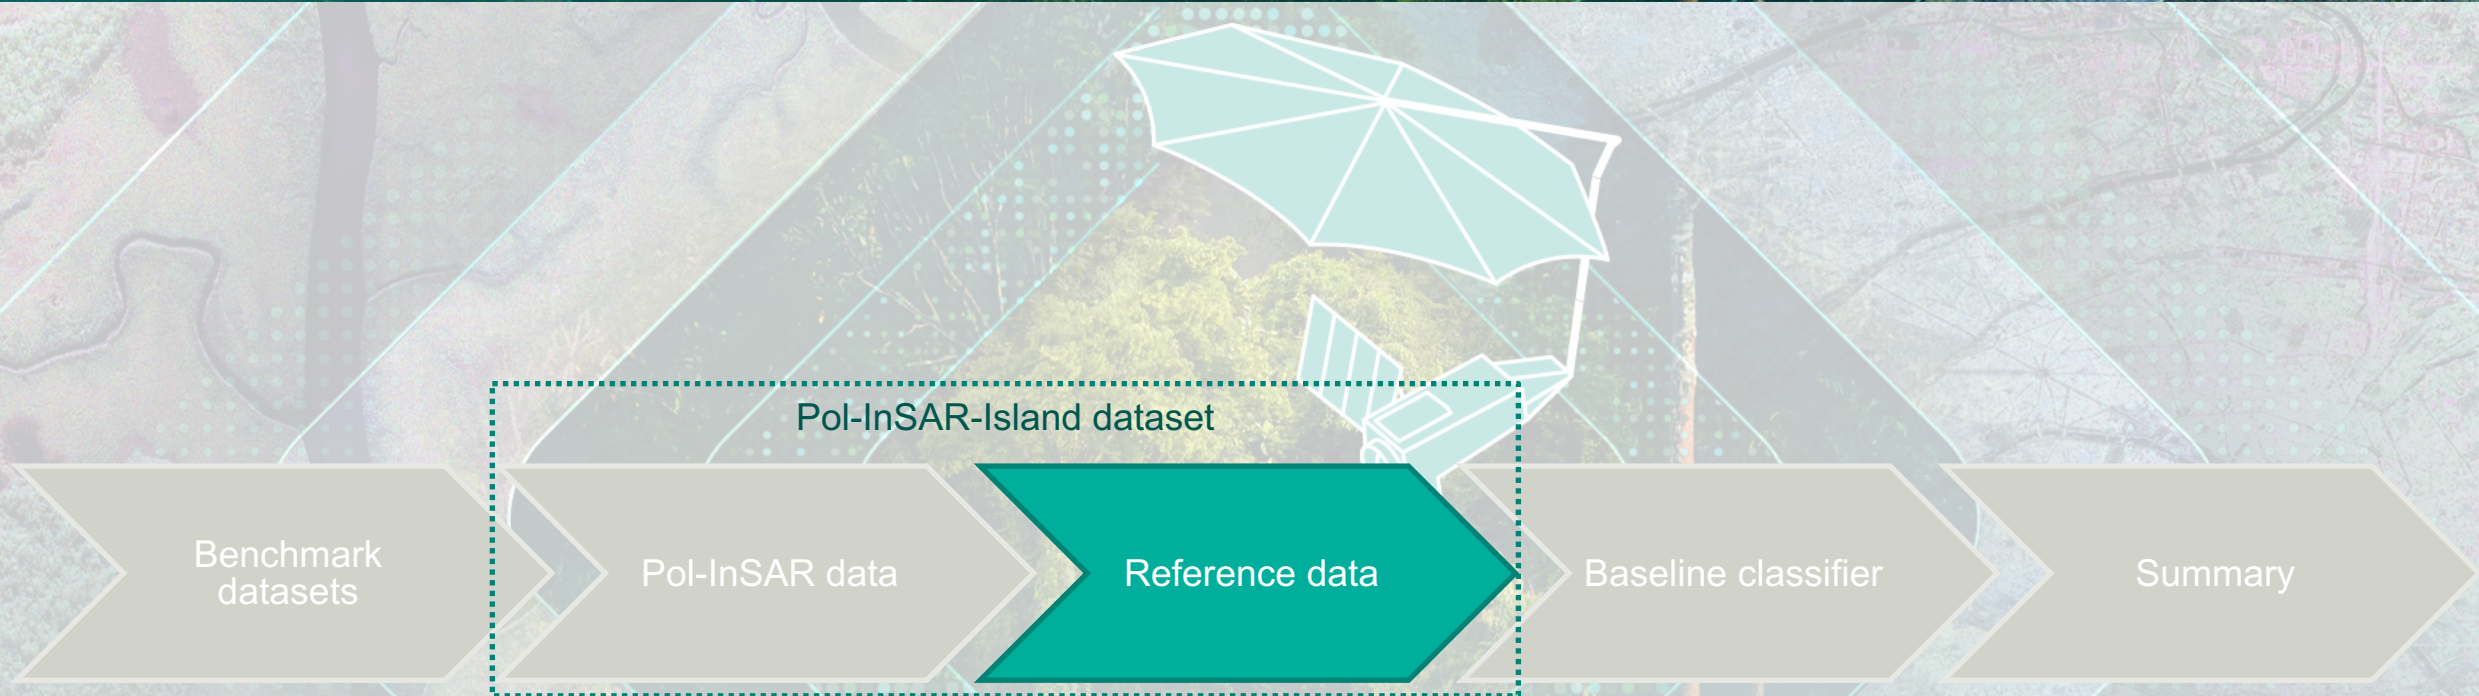 Pol-InSAR-Island dataset
Benchmark
datasets
Pol-InSAR data
Reference data
Baseline classifier
Summary